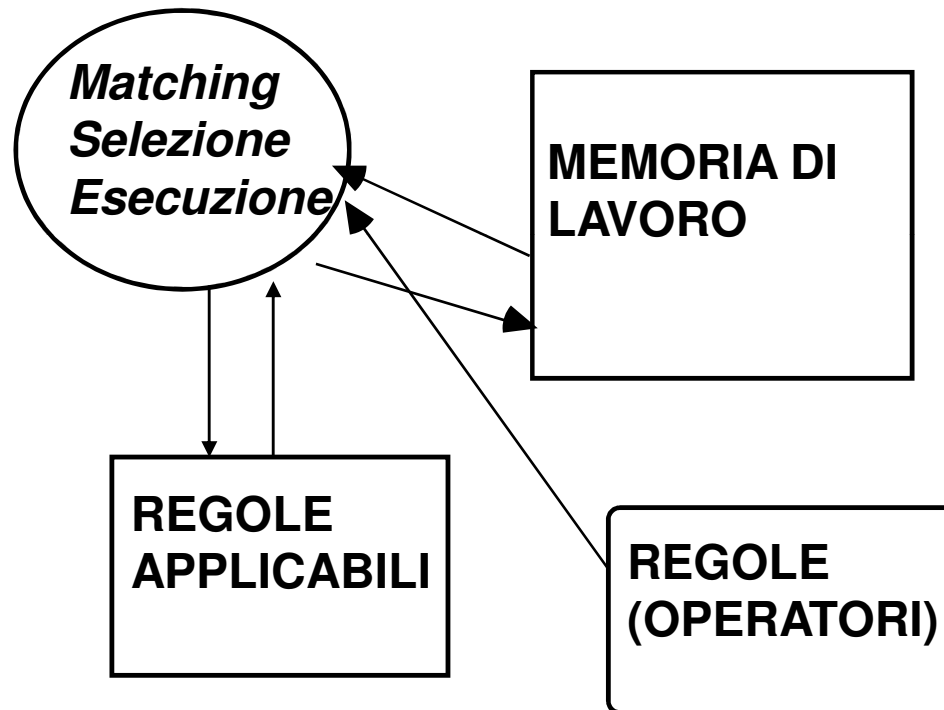 Matching
Selezione
Esecuzione
MEMORIA DI
LAVORO
REGOLE
APPLICABILI
REGOLE
(OPERATORI)